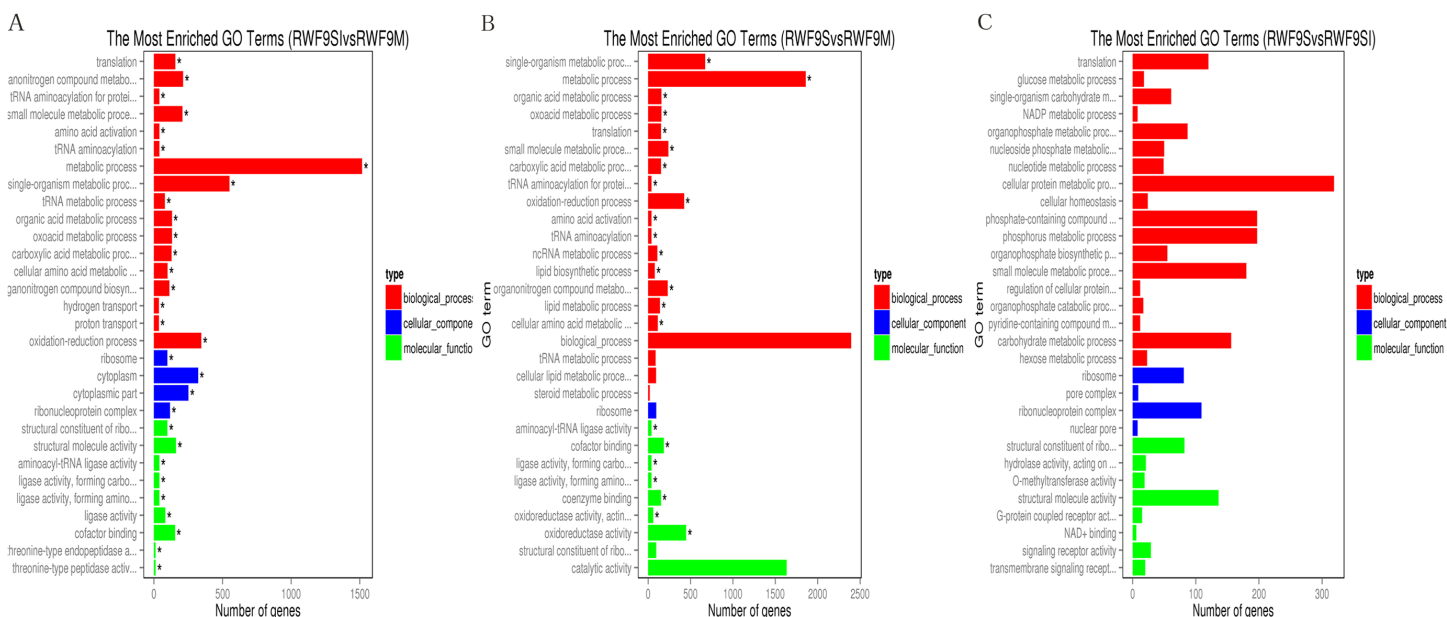 A
The Most Enriched GO Terms (RWF9SIvsRWF9M)
translation
anonitrogen compound metabo...
tRNA aminoacylation for protei...
small molecule metabolic proce...
amino acid activation
tRNA aminoacylation
metabolic process
single-organism metabolic proc...
tRNA metabolic process
organic acid metabolic process
oxoacid metabolic process
carboxylic acid metabolic proc...
cellular amino acid metabolic ...
ganonitrogen compound biosyn...
hydrogen transport
proton transport
oxidation-reduction process
ribosome
cytoplasm
cytoplasmic part
ribonucleoprotein complex
structural constituent of ribo...
structural molecule activity
aminoacyl-tRNA ligase activity
ligase activity, forming carbo...
ligase activity, forming amino...
ligase activity
cofactor binding
threonine-type endopeptidase a...
threonine-type peptidase activ...
0 500 1000 1500
Number of genes
type
biological_process
cellular_compone
molecular_functio
B
The Most Enriched GO Terms (RWF9SvsRWF9M)
GO term
single-organism metabolic proc...
metabolic process
organic acid metabolic process
oxoacid metabolic process
translation
small molecule metabolic proce...
carboxylic acid metabolic proc...
tRNA aminoacylation for protei...
oxidation-reduction process
amino acid activation
tRNA aminoacylation
ncRNA metabolic process
lipid biosynthetic process
organonitrogen compound metabo...
lipid metabolic process
cellular amino acid metabolic ...
biological_process
tRNA metabolic process
cellular lipid metabolic proce...
steroid metabolic process
ribosome
aminoacyl-tRNA ligase activity
cofactor binding
ligase activity, forming carbo...
ligase activity, forming amino...
coenzyme binding
oxidoreductase activity, actin...
oxidoreductase activity
structural constituent of ribo...
catalytic activity
0 500 1000 1500 2000 2500
Number of genes
type
biological_process
cellular_component
molecular_function
C
The Most Enriched GO Terms (RWF9SvsRWF9SI)
GO term
translation
glucose metabolic process
single-organism carbohydrate m...
NADP metabolic process
organophosphate metabolic proc...
nucleoside phosphate metabolic...
nucleotide metabolic process
cellular protein metabolic pro...
cellular homeostasis
phosphate-containing compound ...
phosphorus metabolic process
organophosphate biosynthetic p...
small molecule metabolic proce...
regulation of cellular protein...
organophosphate catabolic proc...
pyridine-containing compound m...
carbohydrate metabolic process
hexose metabolic process
ribosome
pore complex
ribonucleoprotein complex
nuclear pore
structural constituent of ribo...
hydrolase activity, acting on ...
O-methyltransferase activity
structural molecule activity
G-protein coupled receptor act...
NAD+ binding
signaling receptor activity
transmembrane signaling recept...
0 100 200 300
Number of genes
type
biological_process
cellular_component
molecular_function